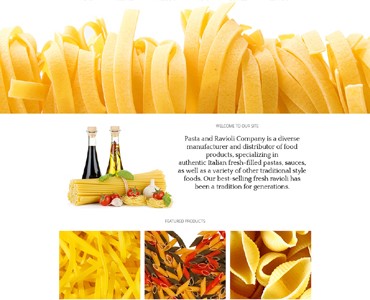 WELCOME TO OUR SITE
Pasta and Ravioli Company is a diverse
manufacturer and distributor of food
products, specializing in
authentic Italian fresh-filled pastas, sauces,
as well as a variety of other traditional style
foods. Our best-selling fresh ravioli has
been a tradition for generations.
FEATURED PRODUCTS